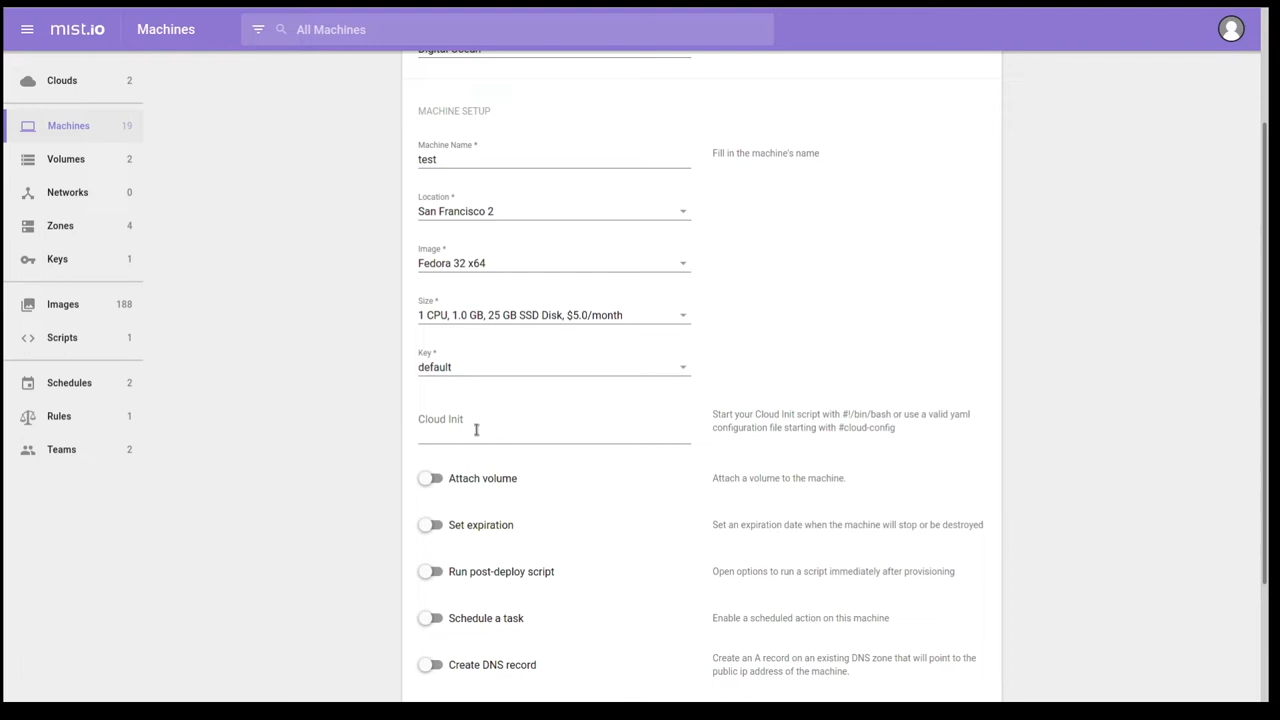 mist.io
Machines
All Machines
Clouds 2
Machines 19
Volumes 2
Networks 0
Zones 4
Keys 1
Images 188
Scripts 1
Schedules 2
Rules 1
Teams 2
Digital Ocean
MACHINE SETUP
Machine Name *
test
Fill in the machine's name
Location *
San Francisco 2
Image *
Fedora 32 x64
Size *
1 CPU, 1.0 GB, 25 GB SSD Disk, $5.0/month
Key *
default
Cloud Init
Start your Cloud Init script with #!/bin/bash or use a valid yaml
configuration file starting with #cloud-config
Attach volume
Attach a volume to the machine.
Set expiration
Set an expiration date when the machine will stop or be destroyed
Run post-deploy script
Open options to run a script immediately after provisioning
Schedule a task
Enable a scheduled action on this machine
Create DNS record
Create an A record on an existing DNS zone that will point to the
public ip address of the machine.